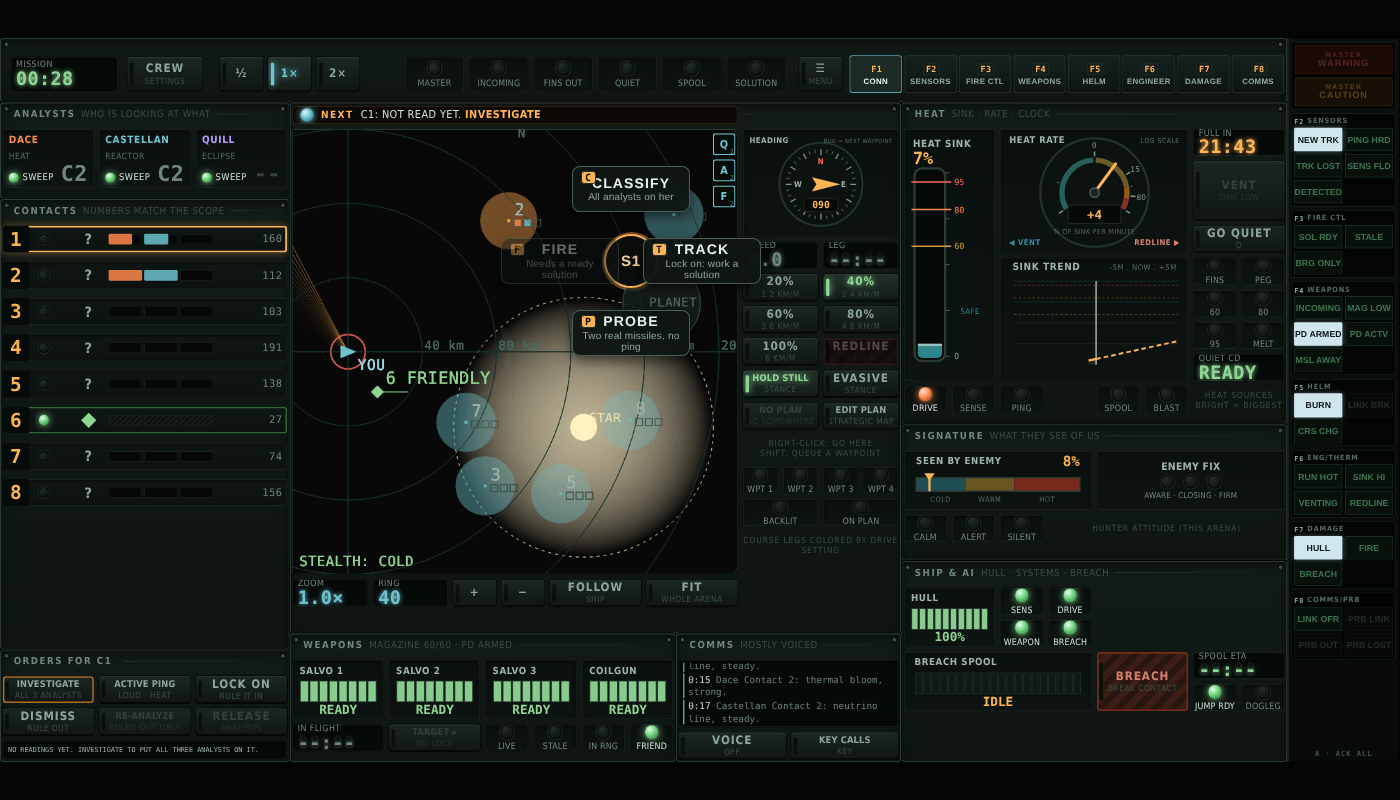 MISSION
00:28
CREW
SETTINGS
½
1×
2×
MASTER
INCOMING
FINS OUT
QUIET
SPOOL
SOLUTION
☰
MENU
F1
CONN
F2
SENSORS
F3
FIRE CTL
F4
WEAPONS
F5
HELM
F6
ENGINEER
F7
DAMAGE
F8
COMMS
MASTER
WARNING
MASTER
CAUTION
ANALYSTS WHO IS LOOKING AT WHAT
DACE
HEAT
SWEEP C2
CASTELLAN
REACTOR
SWEEP C2
QUILL
ECLIPSE
SWEEP --
CONTACTS NUMBERS MATCH THE SCOPE
1 ? 160
2 ? 112
3 ? 103
4 ? 191
5 ? 138
6 27
7 ? 74
8 ? 156
ORDERS FOR C1
INVESTIGATE
ALL 3 ANALYSTS
ACTIVE PING
LOUD · HEAT
LOCK ON
RULE IT IN
DISMISS
RULE OUT
RE-ANALYZE
RULED OUT ONLY
RELEASE
ANALYSTS
NO READINGS YET. INVESTIGATE TO PUT ALL THREE ANALYSTS ON IT.
NEXT C1: NOT READ YET. INVESTIGATE
N
Q
A
F
2
C CLASSIFY
All analysts on her
F FIRE
Needs a ready
solution
S1
T TRACK
Lock on: work a
solution
PLANET
P PROBE
Two real missiles, no
ping
40 km
80 km
20
YOU
6 FRIENDLY
7
STAR
8
3
5
STEALTH: COLD
ZOOM
1.0×
RING
40
+
−
FOLLOW
SHIP
FIT
WHOLE ARENA
HEADING
BUG = NEXT WAYPOINT
N
W
E
090
LEG
--:--
20%
1.2 KM/M
40%
2.4 KM/M
60%
3.6 KM/M
80%
4.8 KM/M
100%
6 KM/M
REDLINE
HOLD STILL
STANCE
EVASIVE
STANCE
NO PLAN
EDIT PLAN
STRATEGIC MAP
RIGHT-CLICK: GO HERE
SHIFT: QUEUE A WAYPOINT
WPT 1
WPT 2
WPT 3
WPT 4
BACKLIT
ON PLAN
COURSE LEGS COLORED BY DRIVE
SETTING
WEAPONS MAGAZINE 60/60 · PD ARMED
SALVO 1
READY
SALVO 2
READY
SALVO 3
READY
COILGUN
READY
IN FLIGHT
--:--
TARGET
NO LOCK
LIVE
STALE
IN RNG
FRIEND
COMMS MOSTLY VOICED
line, steady.
0:15 Dace Contact 2: thermal bloom,
strong.
0:17 Castellan Contact 2: neutrino
line, steady.
VOICE
OFF
KEY CALLS
KEY
HEAT SINK · RATE · CLOCK
HEAT SINK
7%
95
80
60
SAFE
0
HEAT RATE
LOG SCALE
0
15
80
+4
% OF SINK PER MINUTE
◀ VENT
REDLINE ▶
FULL IN
21:43
VENT
SINK LOW
GO QUIET
Q
SINK TREND
-5M . NOW . +5M
FINS
PEG
60
80
95
MELT
QUIET CD
READY
DRIVE
SENSE
PING
SPOOL
BLAST
HEAT SOURCES
BRIGHT = BIGGEST
SIGNATURE WHAT THEY SEE OF US
SEEN BY ENEMY
8%
COLD
WARM
HOT
ENEMY FIX
AWARE · CLOSING · FIRM
CALM
ALERT
SILENT
HUNTER ATTITUDE (THIS ARENA)
SHIP & AI HULL · SYSTEMS · BREACH
HULL
100%
SENS
DRIVE
WEAPON
BREACH
BREACH SPOOL
IDLE
BREACH
BREAK CONTACT
SPOOL ETA
--:--
JUMP RDY
DOGLEG
F2 SENSORS
NEW TRK
PING HRD
TRK LOST
SENS FLD
DETECTED
F3 FIRE CTL
SOL RDY
STALE
BRG ONLY
F4 WEAPONS
INCOMING
MAG LOW
PD ARMED
PD ACTV
MSL AWAY
F5 HELM
BURN
LINK BRK
CRS CHG
F6 ENG/THERM
RUN HOT
SINK HI
VENTING
REDLINE
F7 DAMAGE
HULL
FIRE
BREACH
F8 COMMS/PRB
LINK OFR
PRB LINK
PRB OUT
PRB LOST
A · ACK ALL